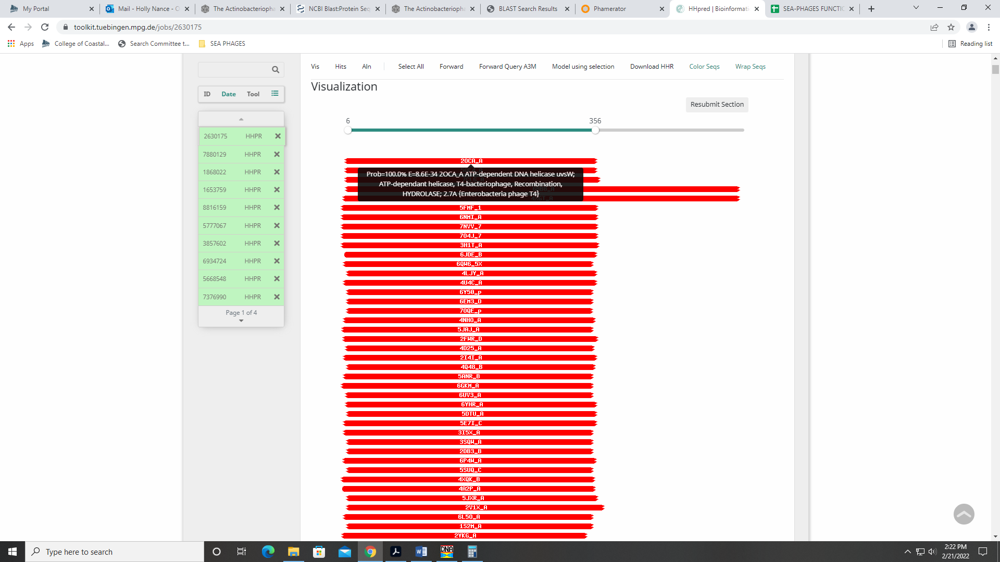 My Portal
Mail - Holly Nance - O
The Actinobacteriopha
NCBI Blast:Protein Seq
The Actinobacteriopha
BLAST Search Results
Phamerator
HHpred | Bioinformati
SEA-PHAGES FUNCTIO
toolkit.tuebingen.mpg.de/jobs/2630175
Apps
College of Coastal...
Search Committee t...
SEA PHAGES
Reading list
Vis Hits Aln Select All Forward Forward Query A3M Model using selection Download HHR Color Seqs Wrap Seqs
Visualization
Resubmit Section
ID Date Tool
6 356
2630175 HHPR
7880129 HHPR
1868022 HHPR
1653759 HHPR
8816159 HHPR
5777067 HHPR
3857602 HHPR
6934724 HHPR
5668548 HHPR
7376990 HHPR
Page 1 of 4
2OCA_A
Prob=100.0% E=8.6E-34 2OCA_A ATP-dependent DNA helicase uvsW;
ATP-dependant helicase, T4-bacteriophage, Recombination,
HYDROLASE; 2.7A {Enterobacteria phage T4}
5FMF_1
6NMI_A
7NVV_7
7O4J_7
3H1T_A
6JDE_B
6QW6_5X
4LJY_A
4U4C_A
6Y50_p
6EM3_D
7OQE_p
4NHO_A
5JAJ_A
2FWR_D
4D25_A
2I4I_A
4Q48_B
5ANR_B
6GKM_A
6UV3_A
6YHR_A
5DTU_A
5E7I_C
3I5X_A
3SQW_A
2DB3_B
6P4W_A
5SUQ_C
4XQK_B
4A2P_A
5JXR_A
2V1X_A
6L5O_A
1S2M_A
2YKG_A
Type here to search
DNA
2:22 PM
2/21/2022